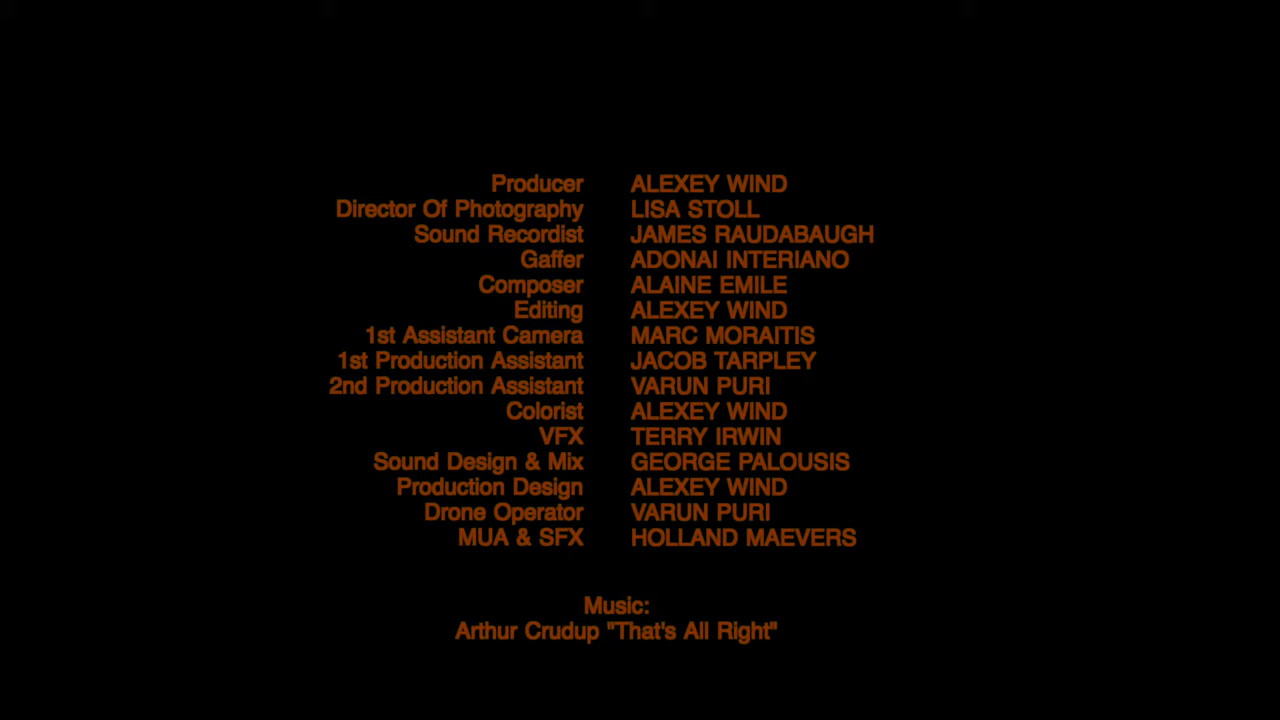 Producer ALEXEY WIND
Director Of Photography LISA STOLL
Sound Recordist JAMES RAUDABAUGH
Gaffer ADONAI INTERIANO
Composer ALAINE EMILE
Editing ALEXEY WIND
1st Assistant Camera MARC MORAITIS
1st Production Assistant JACOB TARPLEY
2nd Production Assistant VARUN PURI
Colorist ALEXEY WIND
VFX TERRY IRWIN
Sound Design & Mix GEORGE PALOUSIS
Production Design ALEXEY WIND
Drone Operator VARUN PURI
MUA & SFX HOLLAND MAEVERS
Music:
Arthur Crudup "That's All Right"